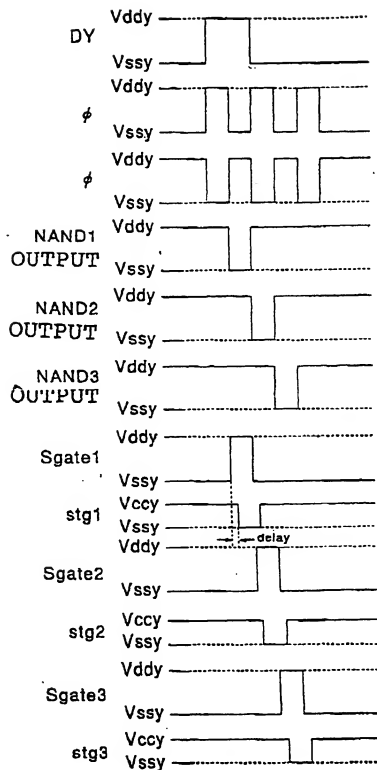 Vddy
DY
Vssy
Vddy
ϕ
Vssy
Vddy
ϕ
Vssy
Vddy
NAND1
OUTPUT
Vssy
Vddy
NAND2
OUTPUT
Vssy
Vddy
NAND3
OUTPUT
Vssy
Vddy
Sgate1
Vssy
Vccy
stg1
Vssy
delay
Vddy
Sgate2
Vssy
Vccy
stg2
Vssy
Vddy
Sgate3
Vssy
Vccy
stg3
Vssy